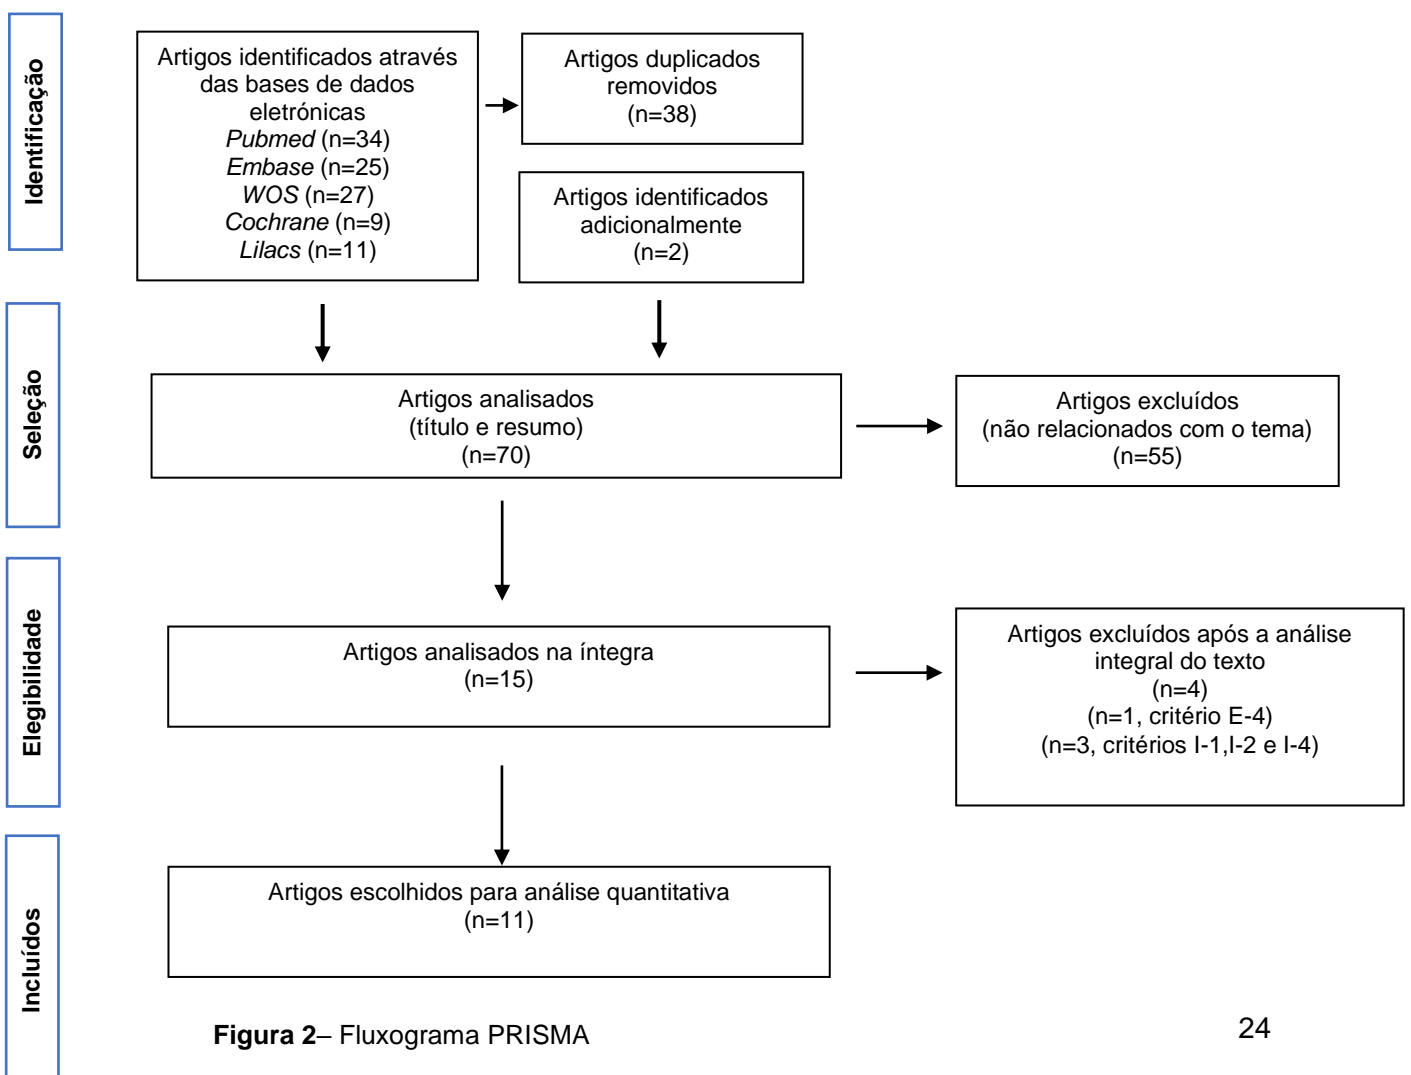 Identificação
Artigos identificados através
das bases de dados
eletrónicas
Pubmed (n=34)
Embase (n=25)
WOS (n=27)
Cochrane (n=9)
Lilacs (n=11)
Artigos duplicados
removidos
(n=38)
Artigos identificados
adicionalmente
(n=2)
Seleção
Artigos analisados
(título e resumo)
(n=70)
Artigos excluídos
(não relacionados com o tema)
(n=55)
Elegibilidade
Artigos analisados na íntegra
(n=15)
Artigos excluídos após a análise
integral do texto
(n=4)
(n=1, critério E-4)
(n=3, critérios I-1,I-2 e I-4)
Incluídos
Artigos escolhidos para análise quantitativa
(n=11)
Figura 2– Fluxograma PRISMA
24